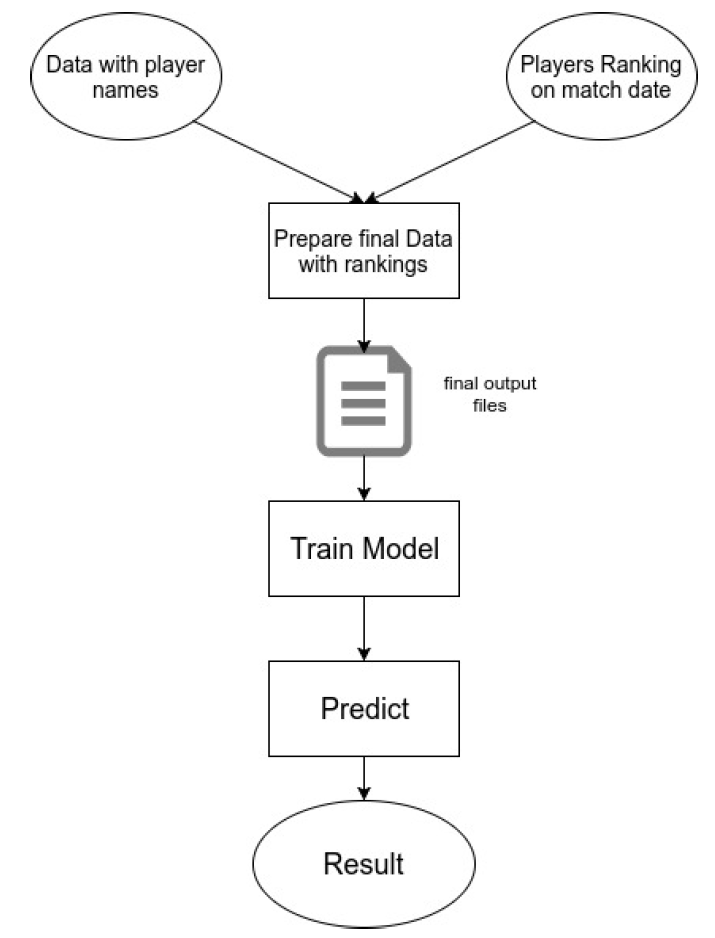 Data with player
names
Players Ranking
on match date
Prepare final Data
with rankings
final output
files
Train Model
Predict
Result